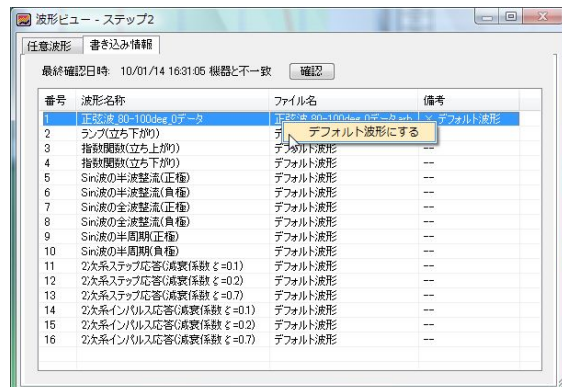 波形ビュー - ステップ2
任意波形 書き込み情報
最終確認日時: 10/01/14 16:31:05 機器と不一致 確認
番号 波形名称 ファイル名 備考
1 正弦波_80-100deg_0データ 正弦波_80-100deg_0データ.arb × デフォルト波形
デフォルト波形にする
2 ランプ(立ち下がり) デ --
3 指数関数(立ち上がり) デフォルト波形 --
4 指数関数(立ち下がり) デフォルト波形 --
5 Sin波の半波整流(正極) デフォルト波形 --
6 Sin波の半波整流(負極) デフォルト波形 --
7 Sin波の全波整流(正極) デフォルト波形 --
8 Sin波の全波整流(負極) デフォルト波形 --
9 Sin波の半周期(正極) デフォルト波形 --
10 Sin波の半周期(負極) デフォルト波形 --
11 2次系ステップ応答(減衰係数ζ=0.1) デフォルト波形 --
12 2次系ステップ応答(減衰係数ζ=0.2) デフォルト波形 --
13 2次系ステップ応答(減衰係数ζ=0.7) デフォルト波形 --
14 2次系インパルス応答(減衰係数ζ=0.1) デフォルト波形 --
15 2次系インパルス応答(減衰係数ζ=0.2) デフォルト波形 --
16 2次系インパルス応答(減衰係数ζ=0.7) デフォルト波形 --